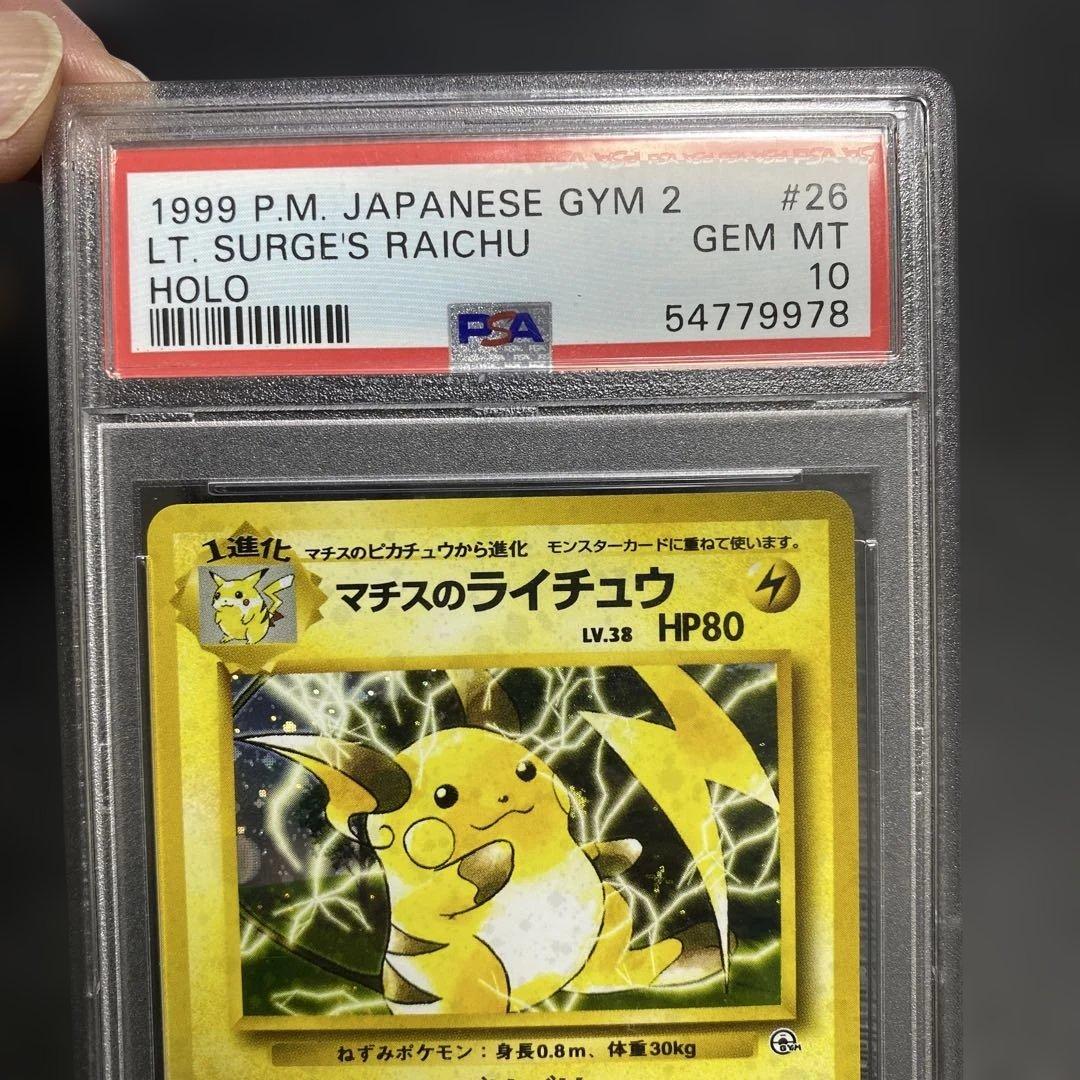 1999 P.M. JAPANESE GYM 2 #26
LT. SURGE'S RAICHU GEM MT
HOLO 10
PSA 54779978
1進化 マチスのピカチュウから進化 モンスターカードに重ねて使います。
マチスのライチュウ
LV.38 HP80
ねずみポケモン：身長0.8m、体重30kg
GYM